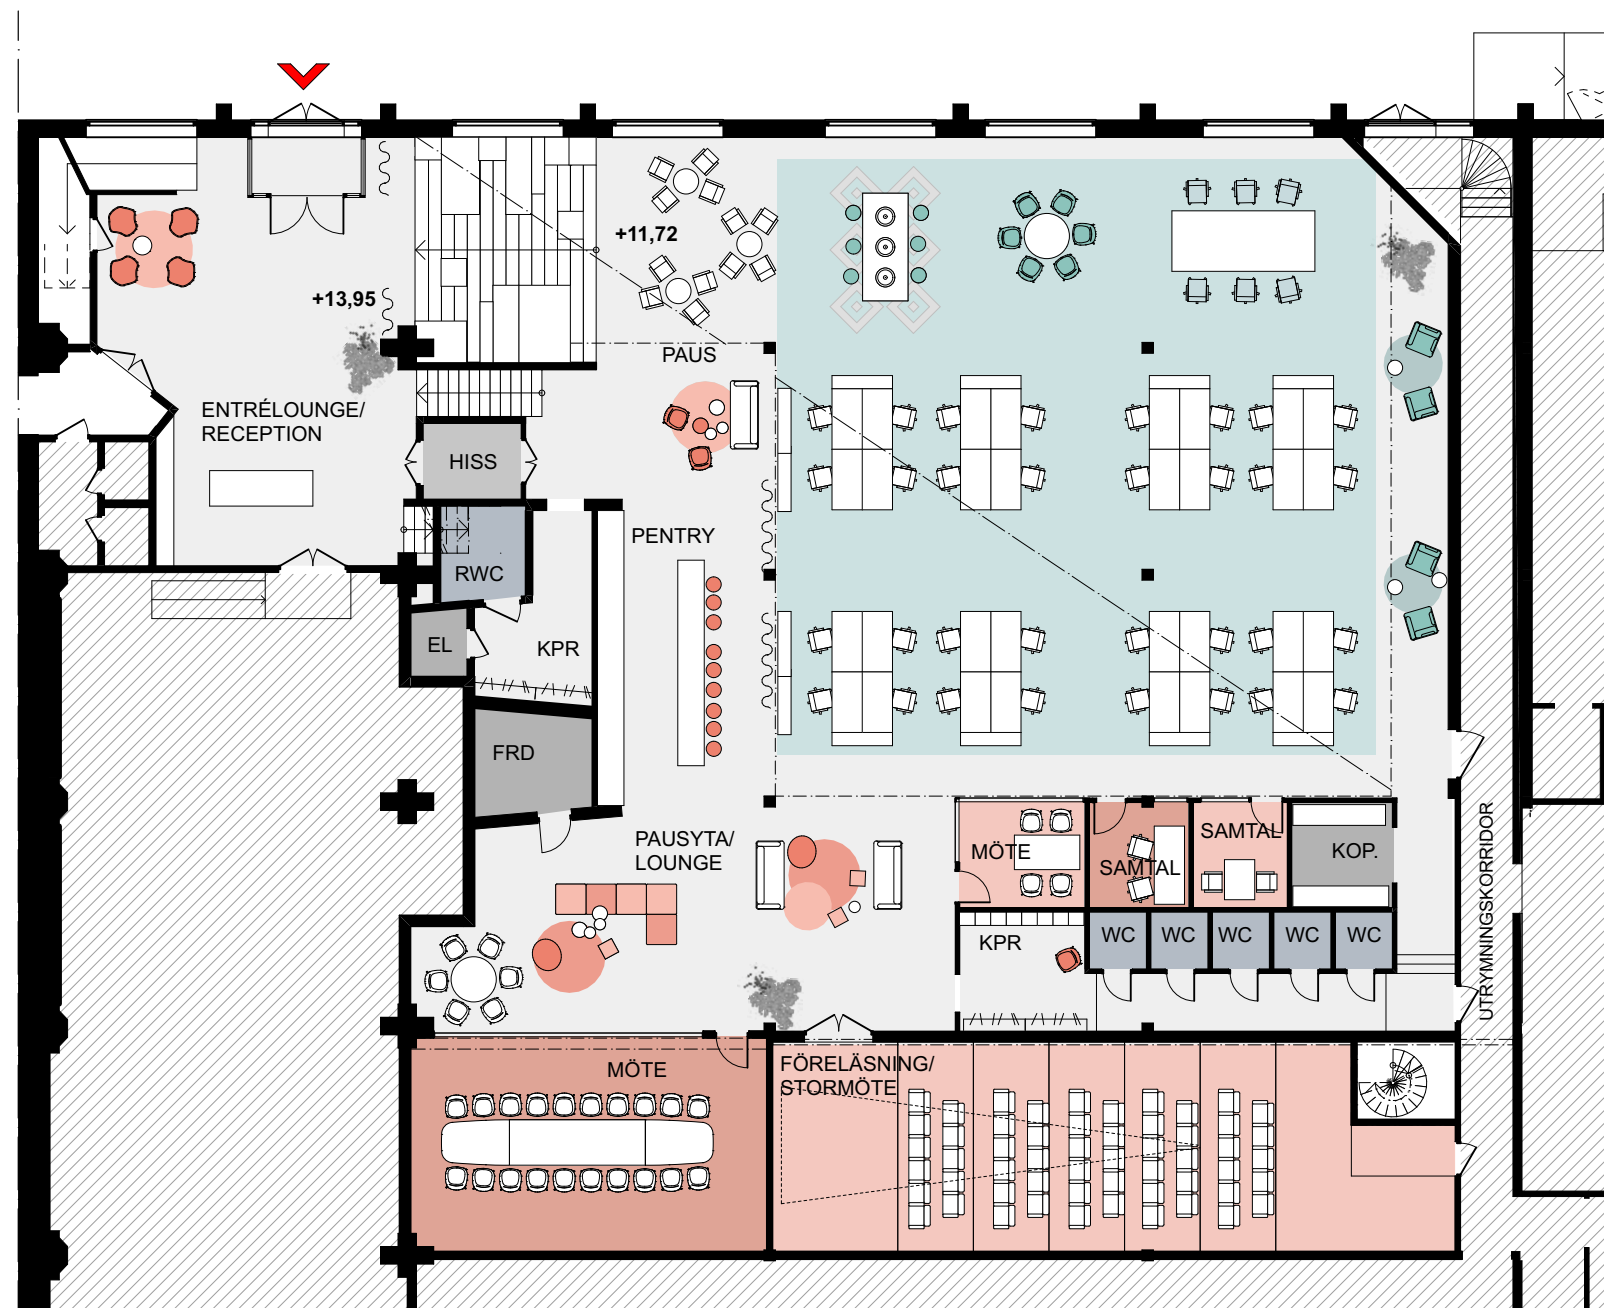 +11,72
+13,95
PAUS
ENTRÉLOUNGE/
RECEPTION
HISS
PENTRY
RWC
EL
KPR
FRD
PAUSYTA/
LOUNGE
MÖTE
SAMTAL
SAMTAL
KOP.
KPR
WC
WC
WC
WC
WC
UTRYMNINGSKORRIDOR
MÖTE
FÖRELÄSNING/
STORMÖTE